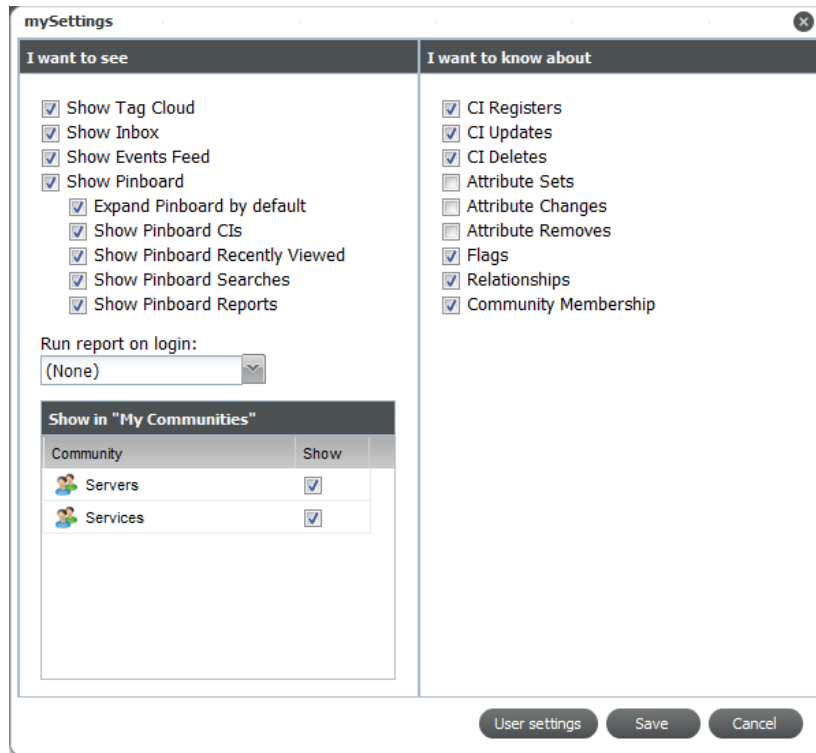 mySettings
I want to see
Show Tag Cloud
Show Inbox
Show Events Feed
Show Pinboard
Expand Pinboard by default
Show Pinboard CIs
Show Pinboard Recently Viewed
Show Pinboard Searches
Show Pinboard Reports
Run report on login:
(None)
Show in "My Communities"
Community Show
Servers
Services
I want to know about
CI Registers
CI Updates
CI Deletes
Attribute Sets
Attribute Changes
Attribute Removes
Flags
Relationships
Community Membership
User settings Save Cancel